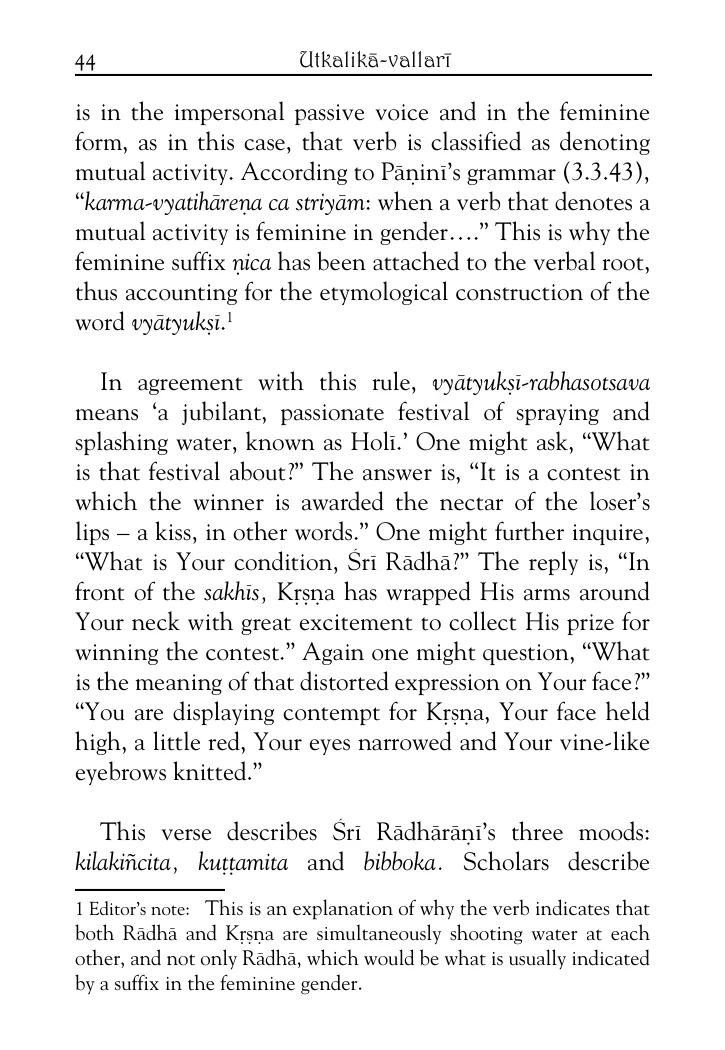 44
Utkalikā-vallarī
is in the impersonal passive voice and in the feminine
form, as in this case, that verb is classified as denoting
mutual activity. According to Pāṇinī’s grammar (3.3.43),
“karma-vyatihāreṇa ca striyām: when a verb that denotes a
mutual activity is feminine in gender….” This is why the
feminine suffix ṇica has been attached to the verbal root,
thus accounting for the etymological construction of the
word vyātyukṣī.1
In agreement with this rule, vyātyukṣī-rabhasotsava
means ‘a jubilant, passionate festival of spraying and
splashing water, known as Holī.’ One might ask, “What
is that festival about?” The answer is, “It is a contest in
which the winner is awarded the nectar of the loser’s
lips – a kiss, in other words.” One might further inquire,
“What is Your condition, Śrī Rādhā?” The reply is, “In
front of the sakhīs, Kṛṣṇa has wrapped His arms around
Your neck with great excitement to collect His prize for
winning the contest.” Again one might question, “What
is the meaning of that distorted expression on Your face?”
“You are displaying contempt for Kṛṣṇa, Your face held
high, a little red, Your eyes narrowed and Your vine-like
eyebrows knitted.”
This verse describes Śrī Rādhārāṇī’s three moods:
kilakiñcita, kuṭṭamita and bibboka. Scholars describe
1 Editor’s note: This is an explanation of why the verb indicates that
both Rādhā and Kṛṣṇa are simultaneously shooting water at each
other, and not only Rādhā, which would be what is usually indicated
by a suffix in the feminine gender.